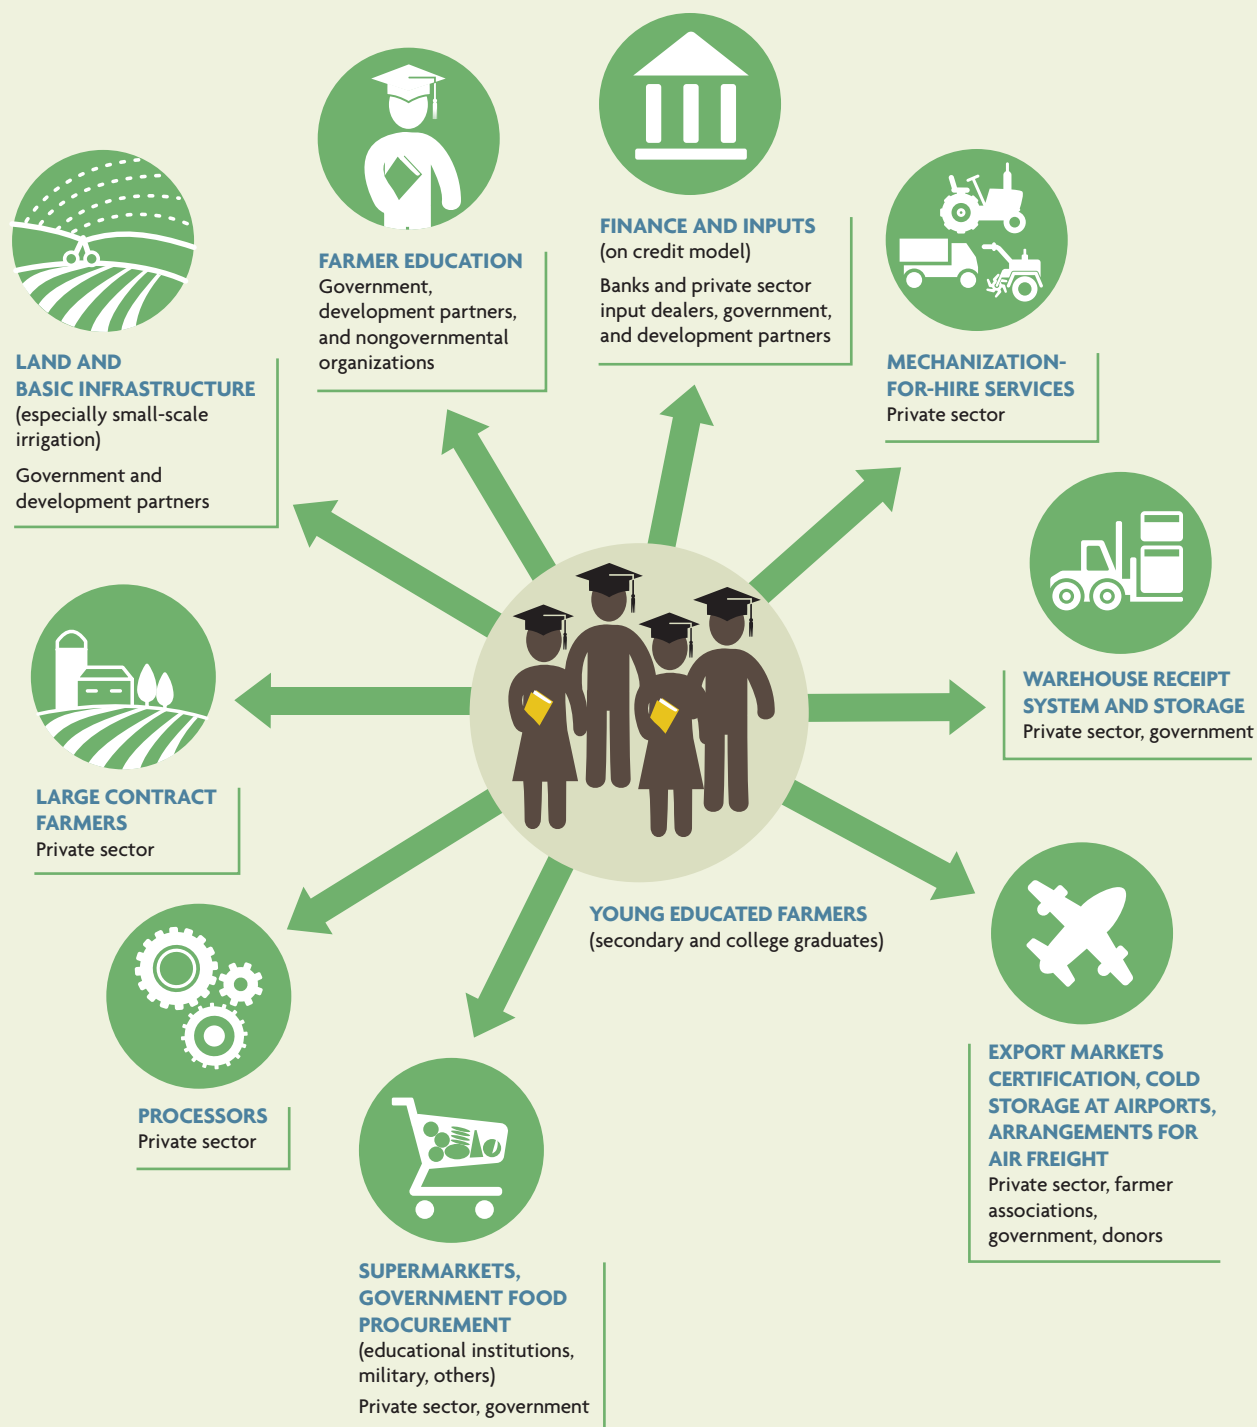 FARMER EDUCATION
Government,
development partners,
and nongovernmental
organizations
FINANCE AND INPUTS
(on credit model)
Banks and private sector
input dealers, government,
and development partners
LAND AND
BASIC INFRASTRUCTURE
(especially small-scale
irrigation)
Government and
development partners
MECHANIZATION-
FOR-HIRE SERVICES
Private sector
WAREHOUSE RECEIPT
SYSTEM AND STORAGE
Private sector, government
LARGE CONTRACT
FARMERS
Private sector
YOUNG EDUCATED FARMERS
(secondary and college graduates)
PROCESSORS
Private sector
EXPORT MARKETS
CERTIFICATION, COLD
STORAGE AT AIRPORTS,
ARRANGEMENTS FOR
AIR FREIGHT
Private sector, farmer
associations,
government, donors
SUPERMARKETS,
GOVERNMENT FOOD
PROCUREMENT
(educational institutions,
military, others)
Private sector, government